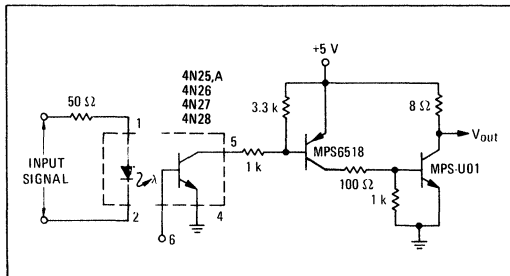 +5 V
4N25,A
4N26
4N27
4N28
50 Ω
3.3 k
8 Ω
1
5
V_out
INPUT
SIGNAL
λ
1 k
MPS6518
100 Ω
MPS-U01
1 k
2
4
6